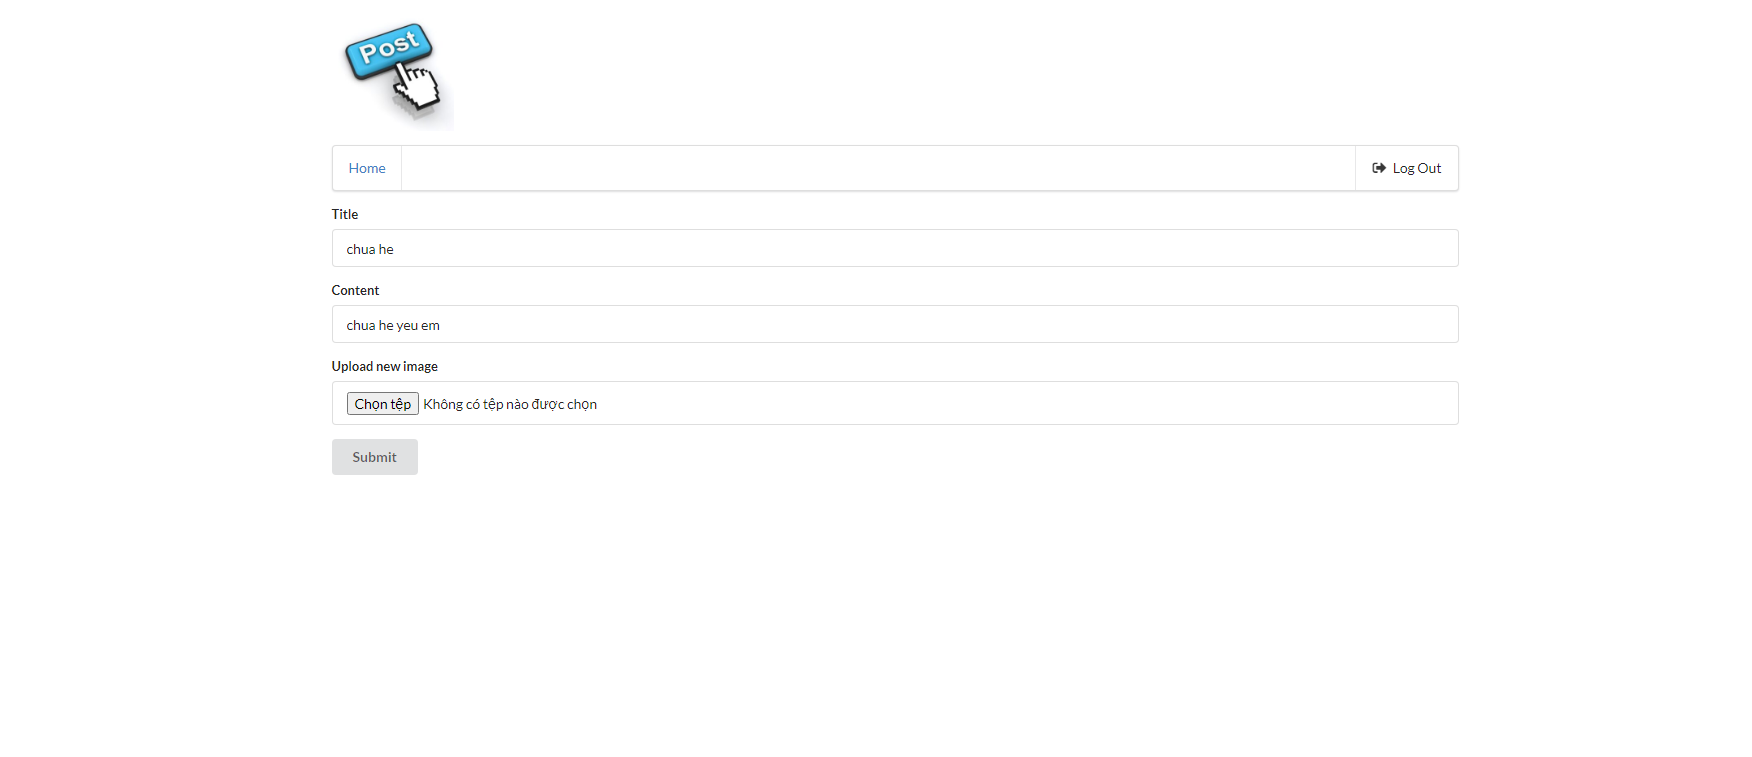 Post
Home
Log Out
Title
chua he
Content
chua he yeu em
Upload new image
Chọn tệp Không có tệp nào được chọn
Submit